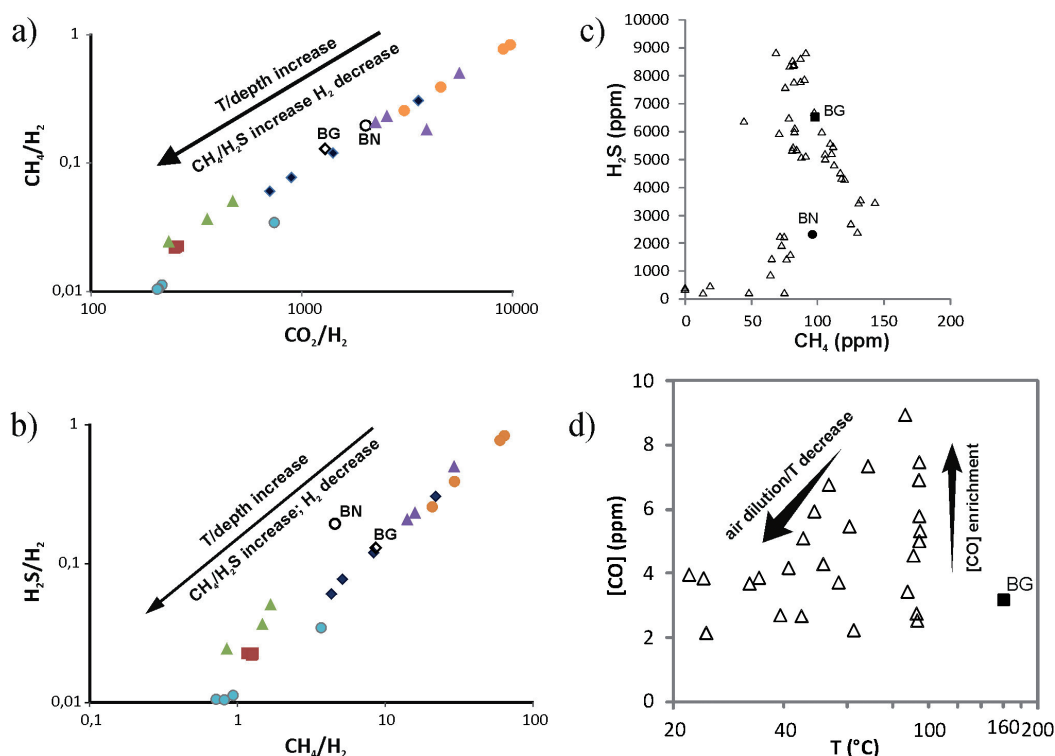 a)
1
0,1
0,01
CH₄/H₂
T/depth increase
CH₄/H₂S increase H₂ decrease
BG
BN
100
1000
10000
CO₂/H₂
b)
1
0,1
0,01
H₂S/H₂
T/depth increase
CH₄/H₂S increase; H₂ decrease
BN
BG
0,1
1
10
100
CH₄/H₂
c)
10000
9000
8000
7000
6000
5000
4000
3000
2000
1000
0
H₂S (ppm)
BG
BN
0
50
100
150
200
CH₄ (ppm)
d)
10
8
6
4
2
0
[CO] (ppm)
air dilution/T decrease
[CO] enrichment
BG
20
40
60
100
160
200
T (°C)